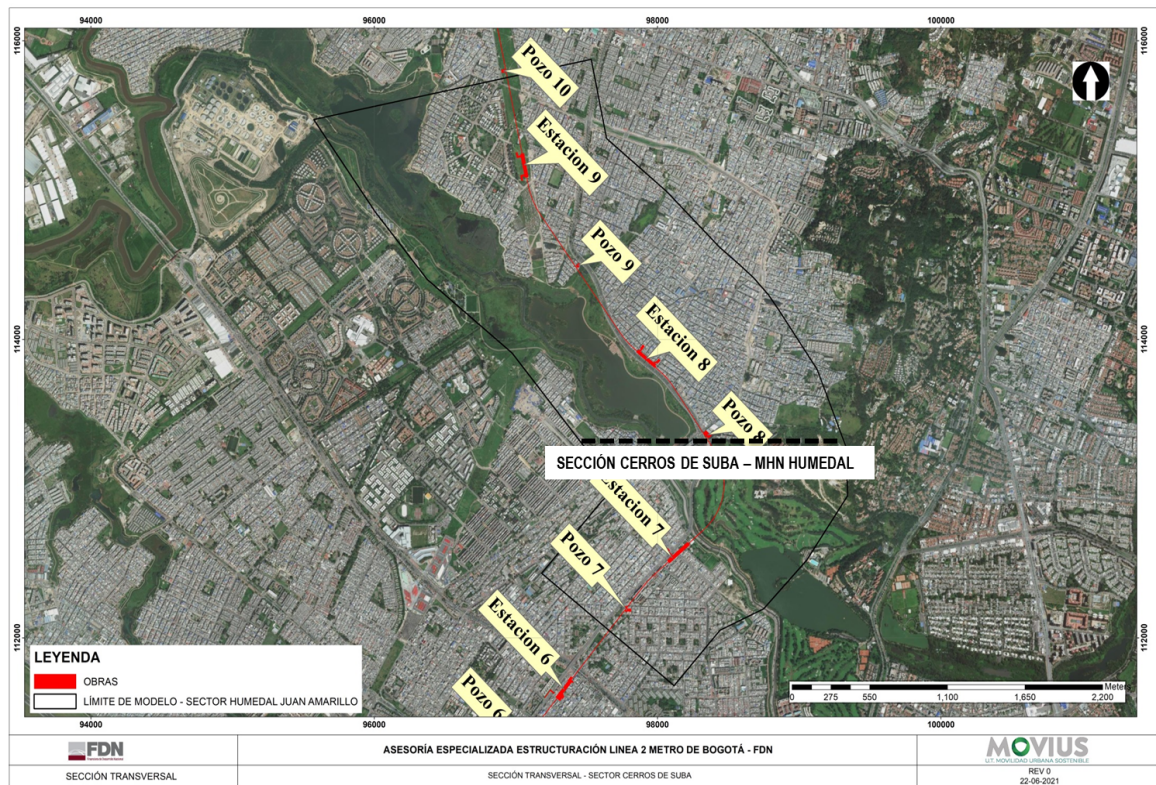 94000 96000 98000 100000
116000 116000
Pozo 10
Estacion 9
Pozo 9
Estacion 8
114000 114000
Pozo 8
SECCIÓN CERROS DE SUBA – MHN HUMEDAL
Estacion 7
Pozo 7
Estacion 6
112000 112000
Pozo 6
LEYENDA
OBRAS
LÍMITE DE MODELO - SECTOR HUMEDAL JUAN AMARILLO
Meters
0 275 550 1,100 1,650 2,200
94000 96000 98000 100000
FDN
ASESORÍA ESPECIALIZADA ESTRUCTURACIÓN LINEA 2 METRO DE BOGOTÁ - FDN
MOVIUS
U.T. MOVILIDAD URBANA SOSTENIBLE
SECCIÓN TRANSVERSAL
SECCIÓN TRANSVERSAL - SECTOR CERROS DE SUBA
REV 0
22-06-2021